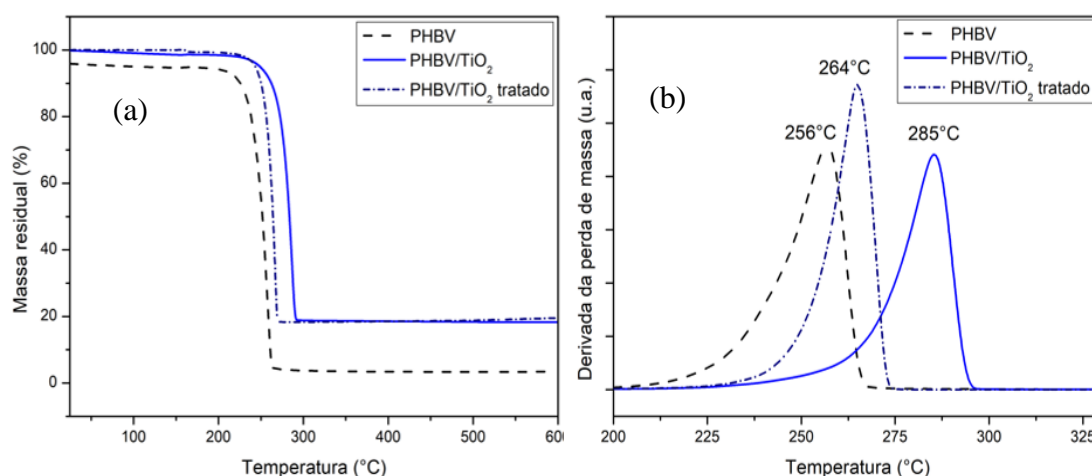 PHBV
PHBV/TiO₂
PHBV/TiO₂ tratado
(a)
Massa residual (%)
100
80
60
40
20
0
100 200 300 400 500 600
Temperatura (°C)
PHBV
PHBV/TiO₂
PHBV/TiO₂ tratado
(b)
264°C
256°C
285°C
Derivada da perda de massa (u.a.)
200 225 250 275 300 325
Temperatura (°C)